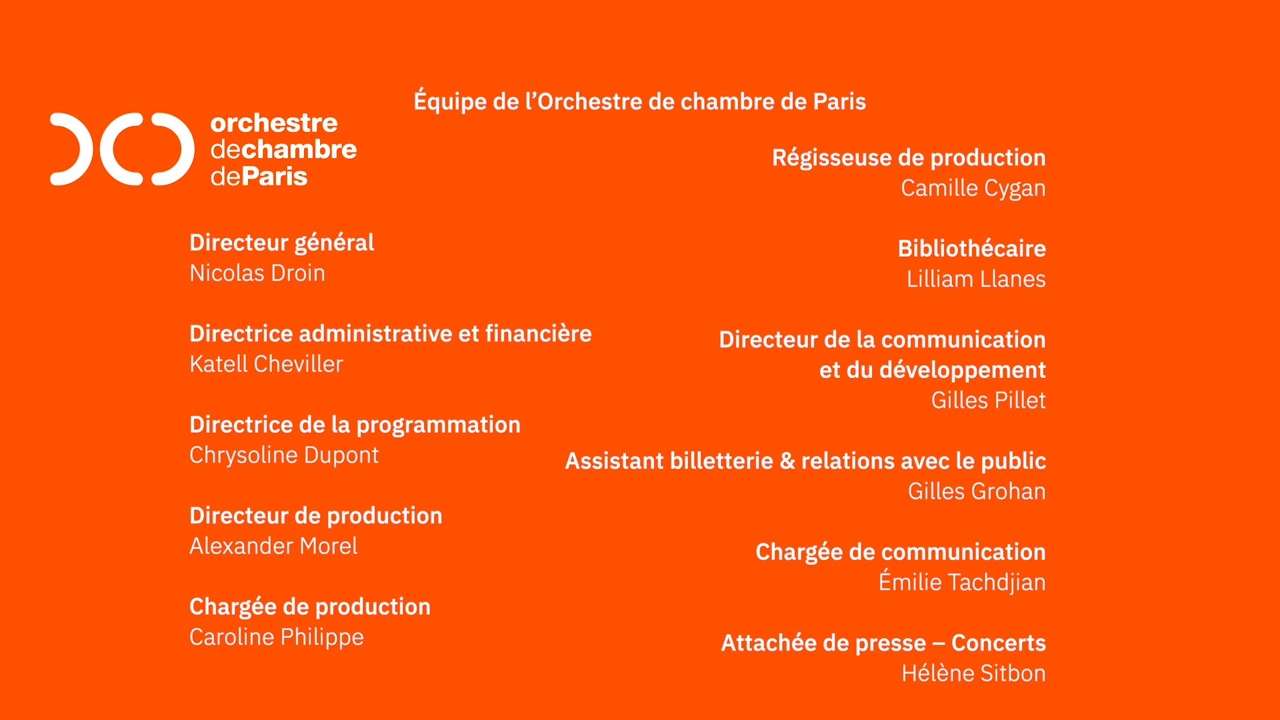 Équipe de l’Orchestre de chambre de Paris
orchestre
dechambre
deParis
Directeur général
Nicolas Droin
Directrice administrative et financière
Katell Cheviller
Directrice de la programmation
Chrysoline Dupont
Directeur de production
Alexander Morel
Chargée de production
Caroline Philippe
Régisseuse de production
Camille Cygan
Bibliothécaire
Lilliam Llanes
Directeur de la communication
et du développement
Gilles Pillet
Assistant billetterie & relations avec le public
Gilles Grohan
Chargée de communication
Émilie Tachdjian
Attachée de presse – Concerts
Hélène Sitbon